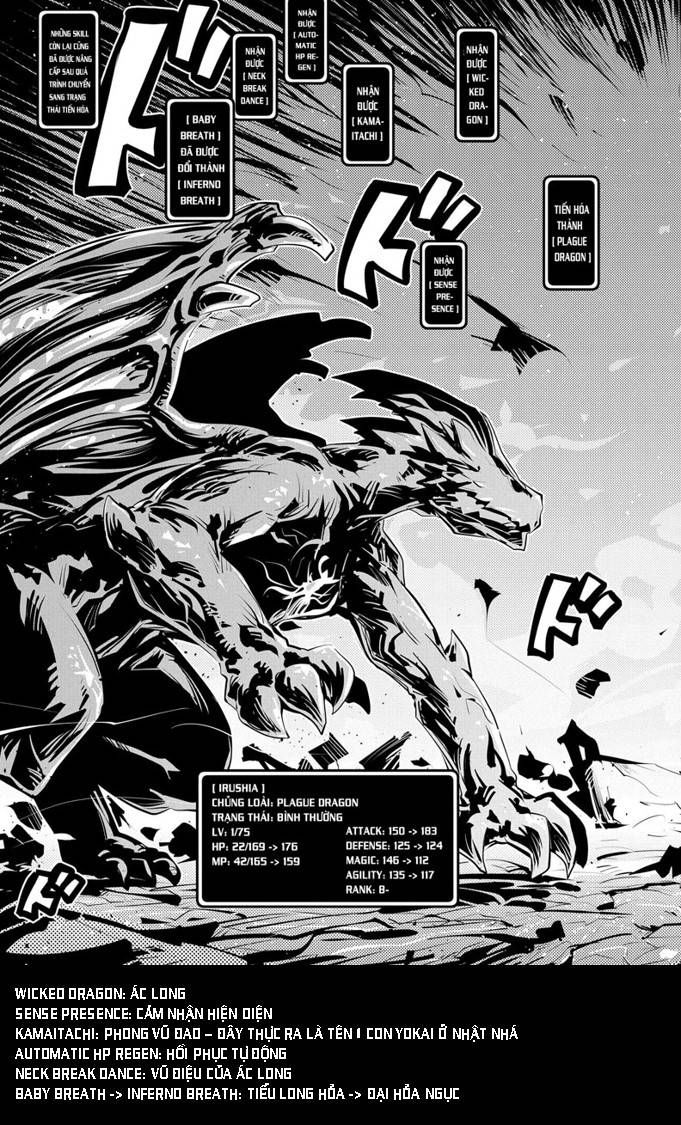 TIẾN HÓA
THÀNH
[ PLAGUE
DRAGON ]
NHẬN
ĐƯỢC
[ WIC-
KED
DRA-
GON ]
NHẬN
ĐƯỢC
[ SENSE
PRE-
SENCE ]
NHẬN
ĐƯỢC
[ KAMA-
ITACHI ]
NHẬN
ĐƯỢC
[ AUTO-
MATIC
HP RE-
GEN ]
NHẬN
ĐƯỢC
[ NECK
BREAK
DANCE ]
[ BABY
BREATH ]
ĐÃ ĐƯỢC
ĐỔI THÀNH
[ INFERNO
BREATH ]
NHỮNG SKILL
CÒN LẠI CŨNG
ĐÃ ĐƯỢC NÂNG
CẤP SAU QUÁ
TRÌNH CHUYỂN
SANG TRẠNG
THÁI TIẾN HÓA
ド
ド
ド
ド
[ IRUSHIA ]
CHỦNG LOÀI: PLAGUE DRAGON
TRẠNG THÁI: BÌNH THƯỜNG
LV: 1/75
HP: 22/169 -> 176
MP: 42/165 -> 159
ATTACK: 150 -> 183
DEFENSE: 125 -> 124
MAGIC: 146 -> 112
AGILITY: 135 -> 117
RANK: B-
WICKED DRAGON: ÁC LONG
SENSE PRESENCE: CẢM NHẬN HIỆN DIỆN
KAMAITACHI: PHONG VŨ ĐAO – ĐÂY THỰC RA LÀ TÊN 1 CON YOKAI Ở NHẬT NHÁ
AUTOMATIC HP REGEN: HỒI PHỤC TỰ ĐỘNG
NECK BREAK DANCE: VŨ ĐIỆU CỦA ÁC LONG
BABY BREATH -> INFERNO BREATH: TIỂU LONG HỎA -> ĐẠI HỎA NGỤC